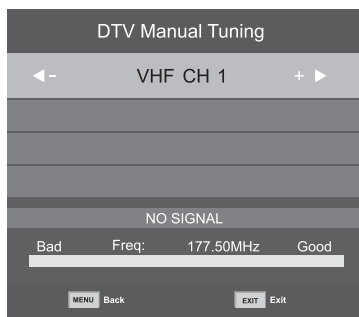 DTV Manual Tuning
- VHF CH 1 +
NO SIGNAL
Bad Freq: 177.50MHz Good
MENU Back EXIT Exit